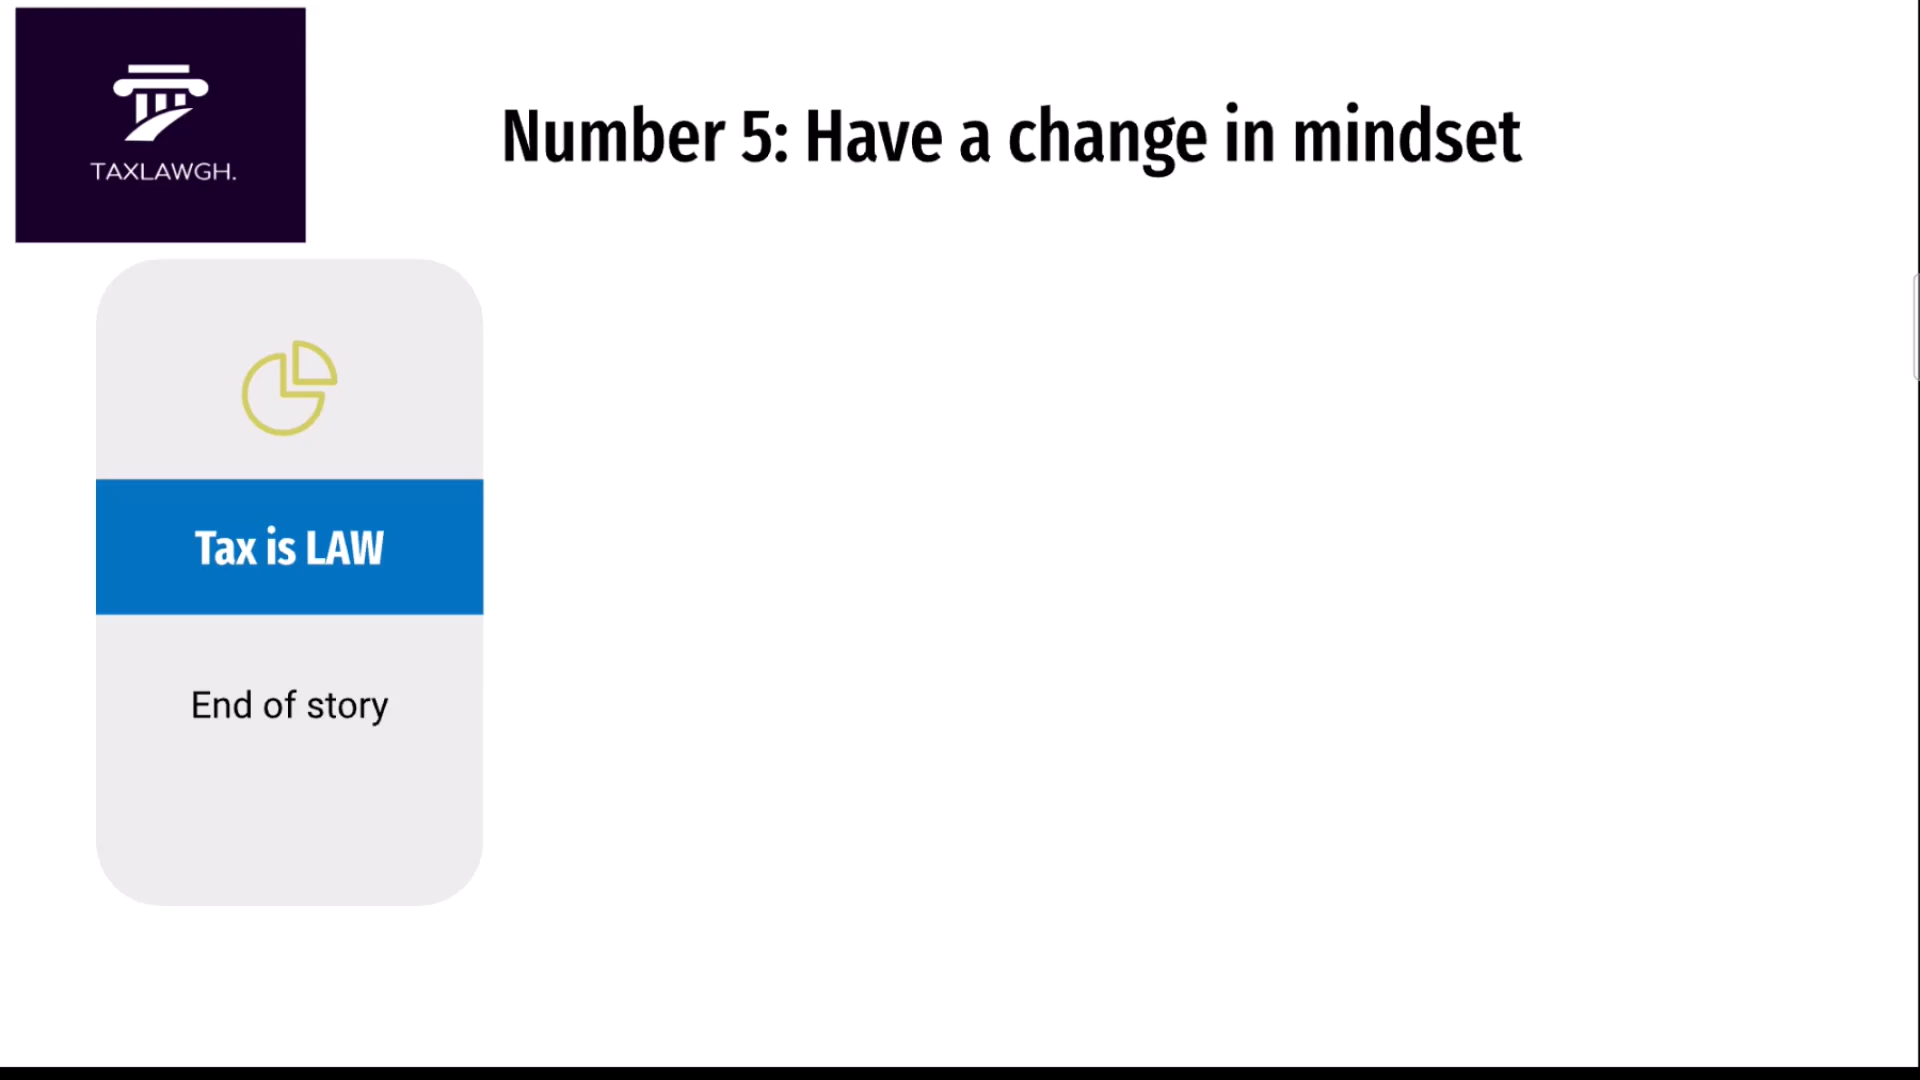 TAXLAWGH.
Number 5: Have a change in mindset
Tax is LAW
End of story